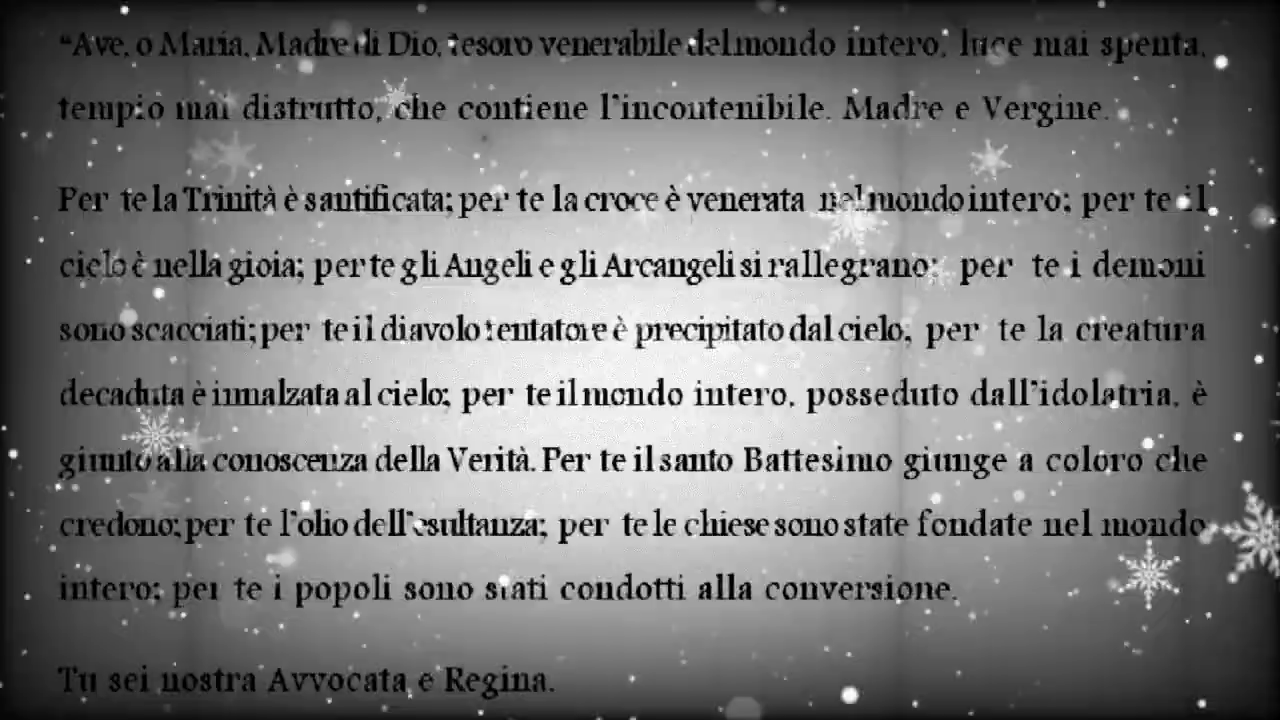 “Ave, o Maria, Madre di Dio, tesoro venerabile del mondo intero, luce mai spenta,
tempio mai distrutto, che contiene l'incontenibile. Madre e Vergine.
Per te la Trinità è santificata; per te la croce è venerata nel mondo intero; per te il
cielo è nella gioia; per te gli Angeli e gli Arcangeli si rallegrano; per te i demoni
sono scacciati; per te il diavolo tentatore è precipitato dal cielo; per te la creatura
decaduta è innalzata al cielo; per te il mondo intero, posseduto dall'idolatria, è
giunto alla conoscenza della Verità. Per te il santo Battesimo giunge a coloro che
credono; per te l'olio dell'esultanza; per te le chiese sono state fondate nel mondo
intero; per te i popoli sono stati condotti alla conversione.
Tu sei nostra Avvocata e Regina.